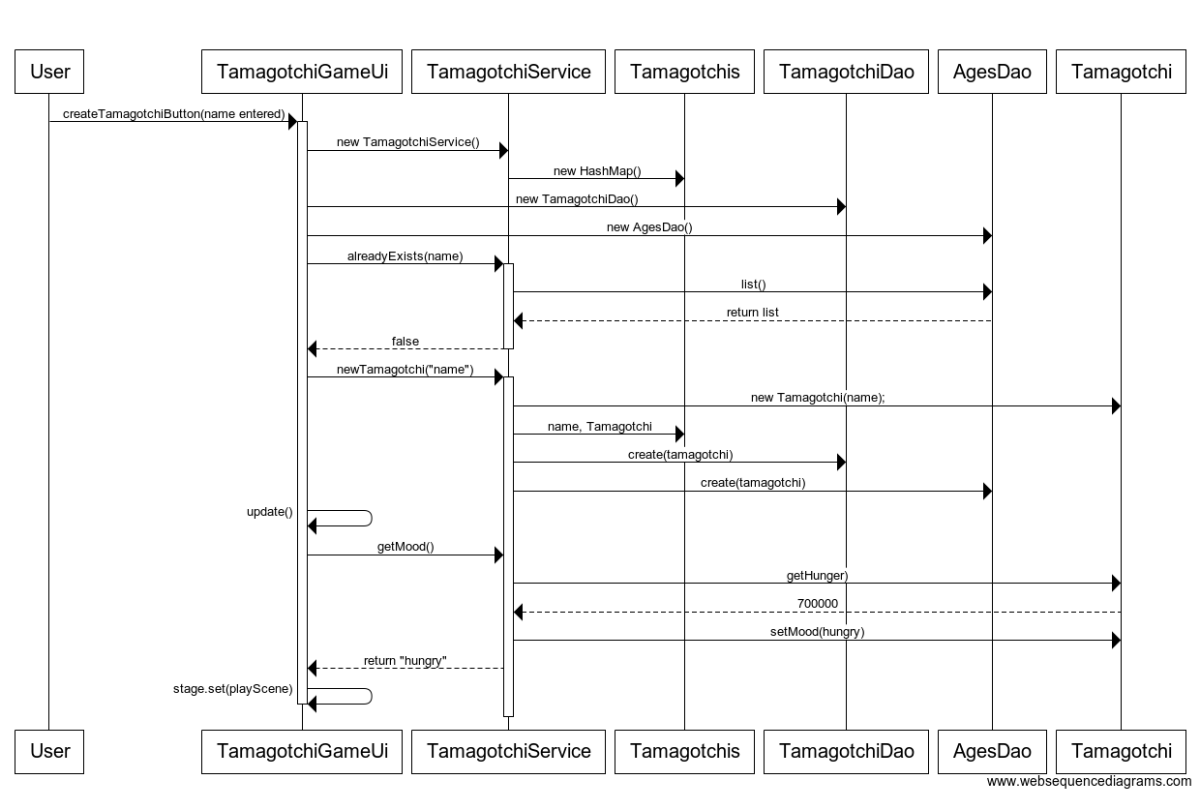 User
TamagotchiGameUi
TamagotchiService
Tamagotchis
TamagotchiDao
AgesDao
Tamagotchi
createTamagotchiButton(name entered)
new TamagotchiService()
new HashMap()
new TamagotchiDao()
new AgesDao()
alreadyExists(name)
list()
return list
false
newTamagotchi("name")
new Tamagotchi(name);
name, Tamagotchi
create(tamagotchi)
create(tamagotchi)
update()
getMood()
getHunger)
700000
setMood(hungry)
return "hungry"
stage.set(playScene)
User
TamagotchiGameUi
TamagotchiService
Tamagotchis
TamagotchiDao
AgesDao
Tamagotchi
www.websequencediagrams.com